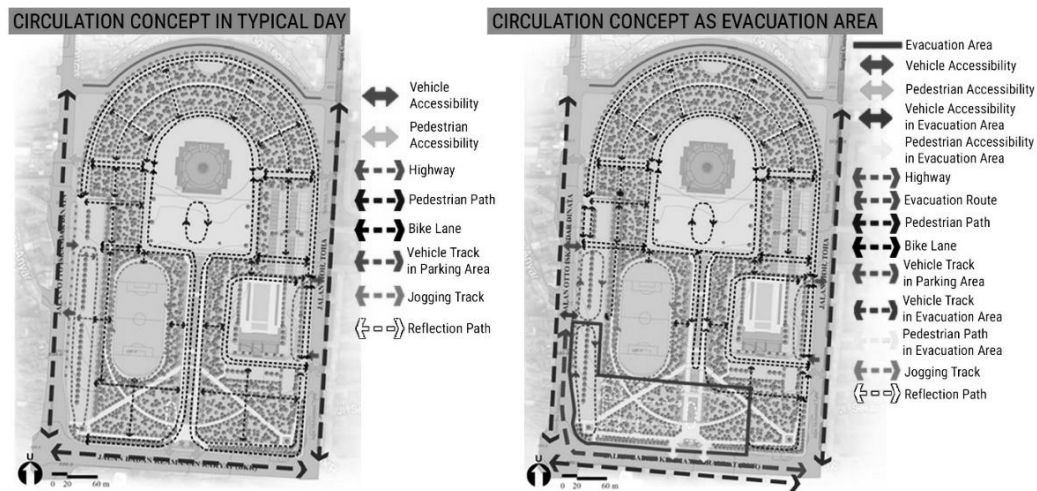 CIRCULATION CONCEPT IN TYPICAL DAY
Vehicle
Accessibility
Pedestrian
Accessibility
Highway
Pedestrian Path
Bike Lane
Vehicle Track
in Parking Area
Jogging Track
Reflection Path
U
0 20 60 m
CIRCULATION CONCEPT AS EVACUATION AREA
Evacuation Area
Vehicle Accessibility
Pedestrian Accessibility
Vehicle Accessibility
in Evacuation Area
Pedestrian Accessibility
in Evacuation Area
Highway
Evacuation Route
Pedestrian Path
Bike Lane
Vehicle Track
in Parking Area
Vehicle Track
in Evacuation Area
Pedestrian Path
in Evacuation Area
Jogging Track
Reflection Path
U
0 20 60 m